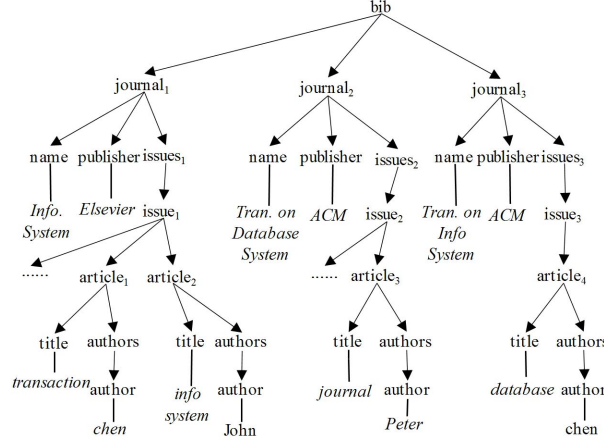 bib
journal1 journal2 journal3
name publisher issues1 name publisher issues2 name publisher issues3
Info. System Elsevier Tran. on Database System ACM Tran. on Info System ACM
issue1 issue2 issue3
...... article1 article2 ...... article3 article4
title authors title authors title authors title authors
transaction author info system author journal author database author
chen John Peter chen